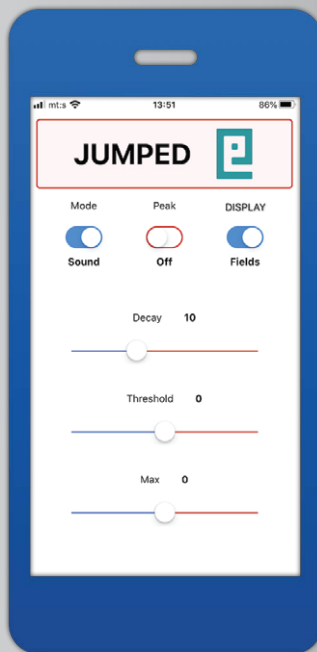 mt:s 13:51 86%
JUMPED
Mode Peak DISPLAY
Sound Off Fields
Decay 10
Threshold 0
Max 0